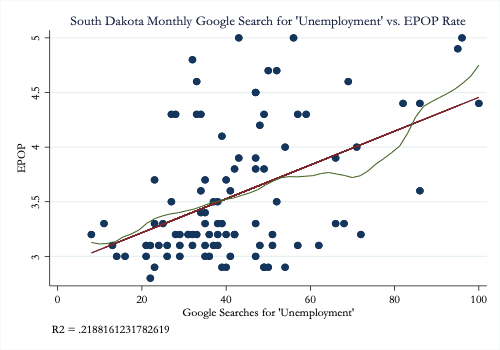 South Dakota Monthly Google Search for 'Unemployment' vs. EPOP Rate
5
4.5
4
3.5
3
EPOP
0 20 40 60 80 100
Google Searches for 'Unemployment'
R2 = .2188161231782619